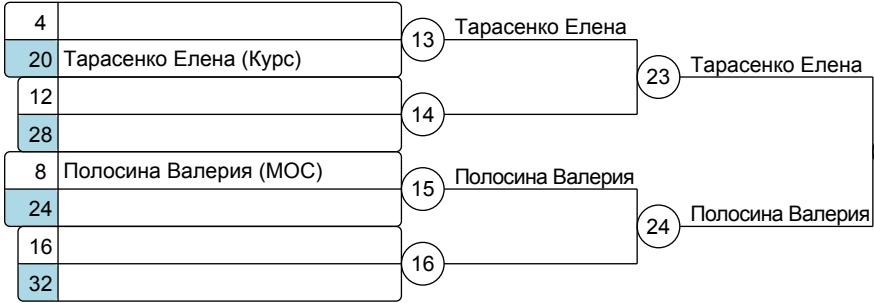 4
20 Тарасенко Елена (Курс)
12
28
8 Полосина Валерия (МОС)
24
16
32
13 Тарасенко Елена
14
15 Полосина Валерия
16
23 Тарасенко Елена
24 Полосина Валерия